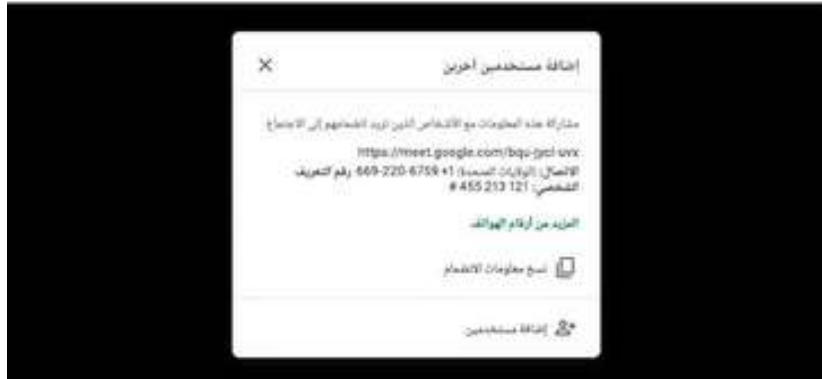 إضافة مستخدمين آخرين
مشاركة هذه المعلومات مع الأشخاص الذين تريد انضمامهم إلى الاجتماع
https://meet.google.com/bqu-jycl-uvx
الاتصال: (الولايات المتحدة) +1 669-220-6759 رقم التعريف
الشخصي: 121 213 455 #
المزيد من أرقام الهواتف
نسخ معلومات الانضمام
إضافة مستخدمين